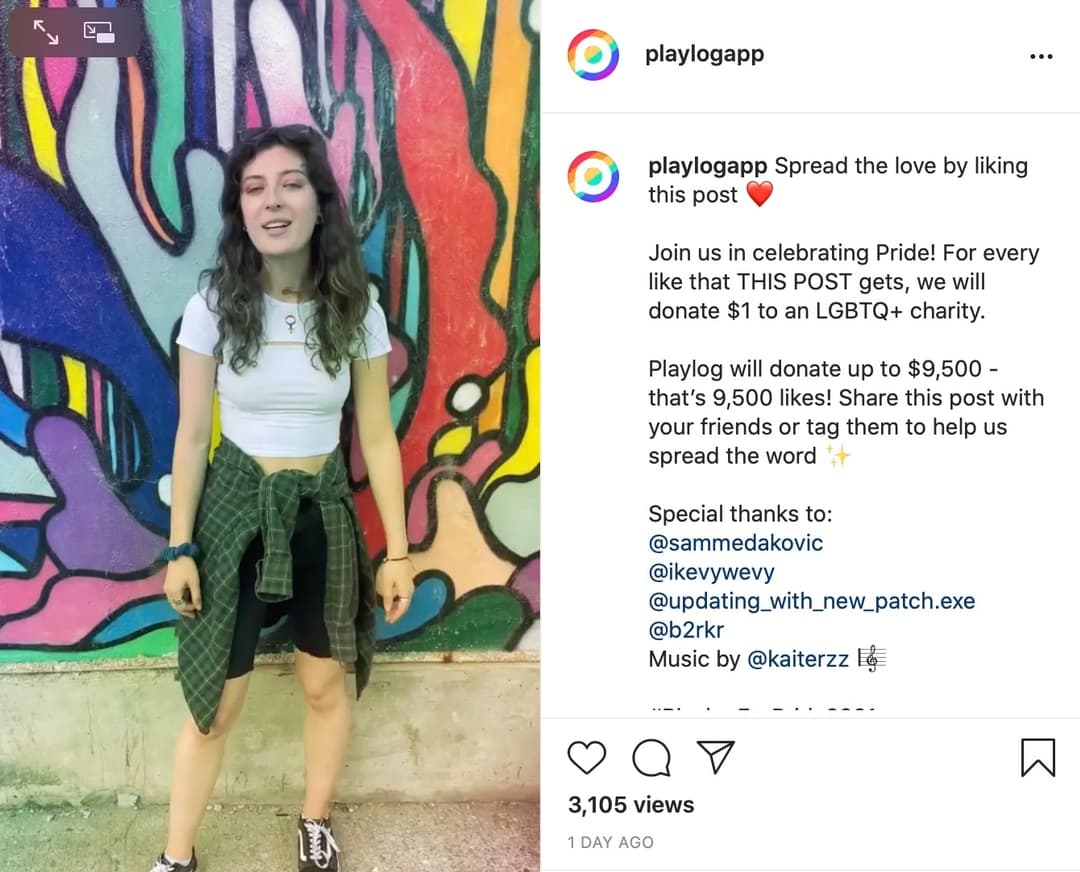 playlogapp
playlogapp Spread the love by liking
this post ❤️
Join us in celebrating Pride! For every
like that THIS POST gets, we will
donate $1 to an LGBTQ+ charity.
Playlog will donate up to $9,500 -
that’s 9,500 likes! Share this post with
your friends or tag them to help us
spread the word ✨
Special thanks to:
@sammedakovic
@ikevywevy
@updating_with_new_patch.exe
@b2rkr
Music by @kaiterzz 🎼
3,105 views
1 DAY AGO